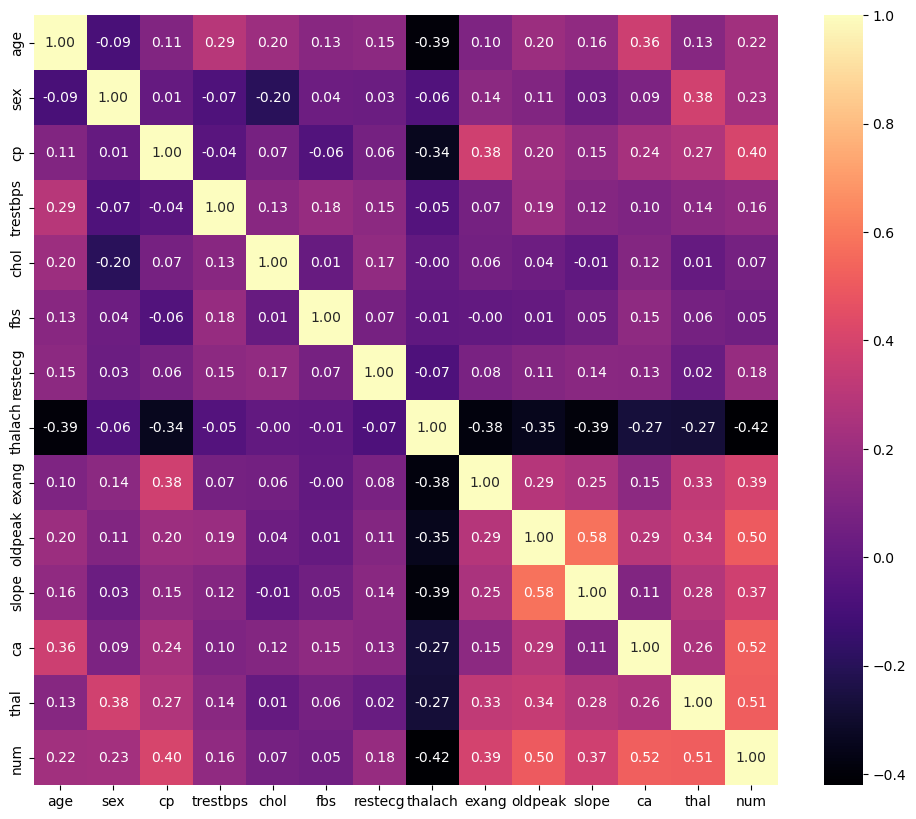 age 1.00 -0.09 0.11 0.29 0.20 0.13 0.15 -0.39 0.10 0.20 0.16 0.36 0.13 0.22
sex -0.09 1.00 0.01 -0.07 -0.20 0.04 0.03 -0.06 0.14 0.11 0.03 0.09 0.38 0.23
cp 0.11 0.01 1.00 -0.04 0.07 -0.06 0.06 -0.34 0.38 0.20 0.15 0.24 0.27 0.40
trestbps 0.29 -0.07 -0.04 1.00 0.13 0.18 0.15 -0.05 0.07 0.19 0.12 0.10 0.14 0.16
chol 0.20 -0.20 0.07 0.13 1.00 0.01 0.17 -0.00 0.06 0.04 -0.01 0.12 0.01 0.07
fbs 0.13 0.04 -0.06 0.18 0.01 1.00 0.07 -0.01 -0.00 0.01 0.05 0.15 0.06 0.05
restecg 0.15 0.03 0.06 0.15 0.17 0.07 1.00 -0.07 0.08 0.11 0.14 0.13 0.02 0.18
thalach -0.39 -0.06 -0.34 -0.05 -0.00 -0.01 -0.07 1.00 -0.38 -0.35 -0.39 -0.27 -0.27 -0.42
exang 0.10 0.14 0.38 0.07 0.06 -0.00 0.08 -0.38 1.00 0.29 0.25 0.15 0.33 0.39
oldpeak 0.20 0.11 0.20 0.19 0.04 0.01 0.11 -0.35 0.29 1.00 0.58 0.29 0.34 0.50
slope 0.16 0.03 0.15 0.12 -0.01 0.05 0.14 -0.39 0.25 0.58 1.00 0.11 0.28 0.37
ca 0.36 0.09 0.24 0.10 0.12 0.15 0.13 -0.27 0.15 0.29 0.11 1.00 0.26 0.52
thal 0.13 0.38 0.27 0.14 0.01 0.06 0.02 -0.27 0.33 0.34 0.28 0.26 1.00 0.51
num 0.22 0.23 0.40 0.16 0.07 0.05 0.18 -0.42 0.39 0.50 0.37 0.52 0.51 1.00
age sex cp trestbps chol fbs restecg thalach exang oldpeak slope ca thal num
1.0
0.8
0.6
0.4
0.2
0.0
−0.2
−0.4